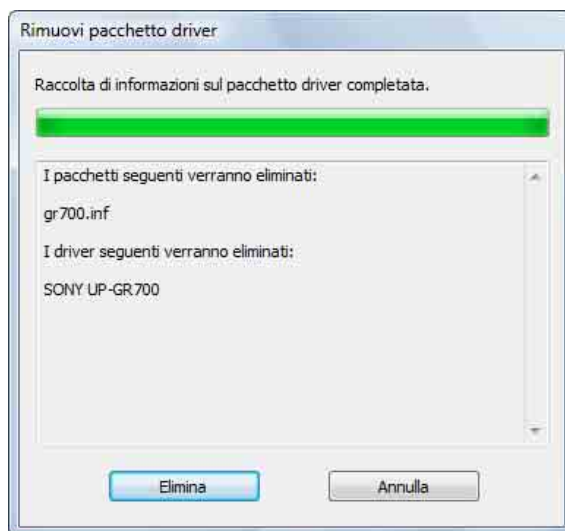 Rimuovi pacchetto driver
Raccolta di informazioni sul pacchetto driver completata.
I pacchetti seguenti verranno eliminati:
gr700.inf
I driver seguenti verranno eliminati:
SONY UP-GR700
Elimina
Annulla